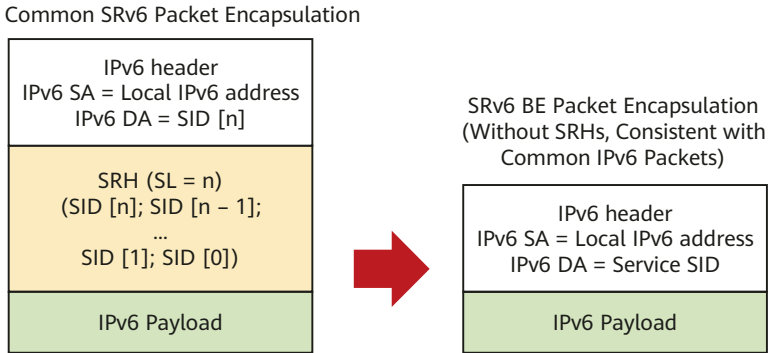 Common SRv6 Packet Encapsulation
IPv6 header
IPv6 SA = Local IPv6 address
IPv6 DA = SID [n]
SRH (SL = n)
(SID [n]; SID [n – 1];
...
SID [1]; SID [0])
IPv6 Payload
SRv6 BE Packet Encapsulation
(Without SRHs, Consistent with
Common IPv6 Packets)
IPv6 header
IPv6 SA = Local IPv6 address
IPv6 DA = Service SID
IPv6 Payload